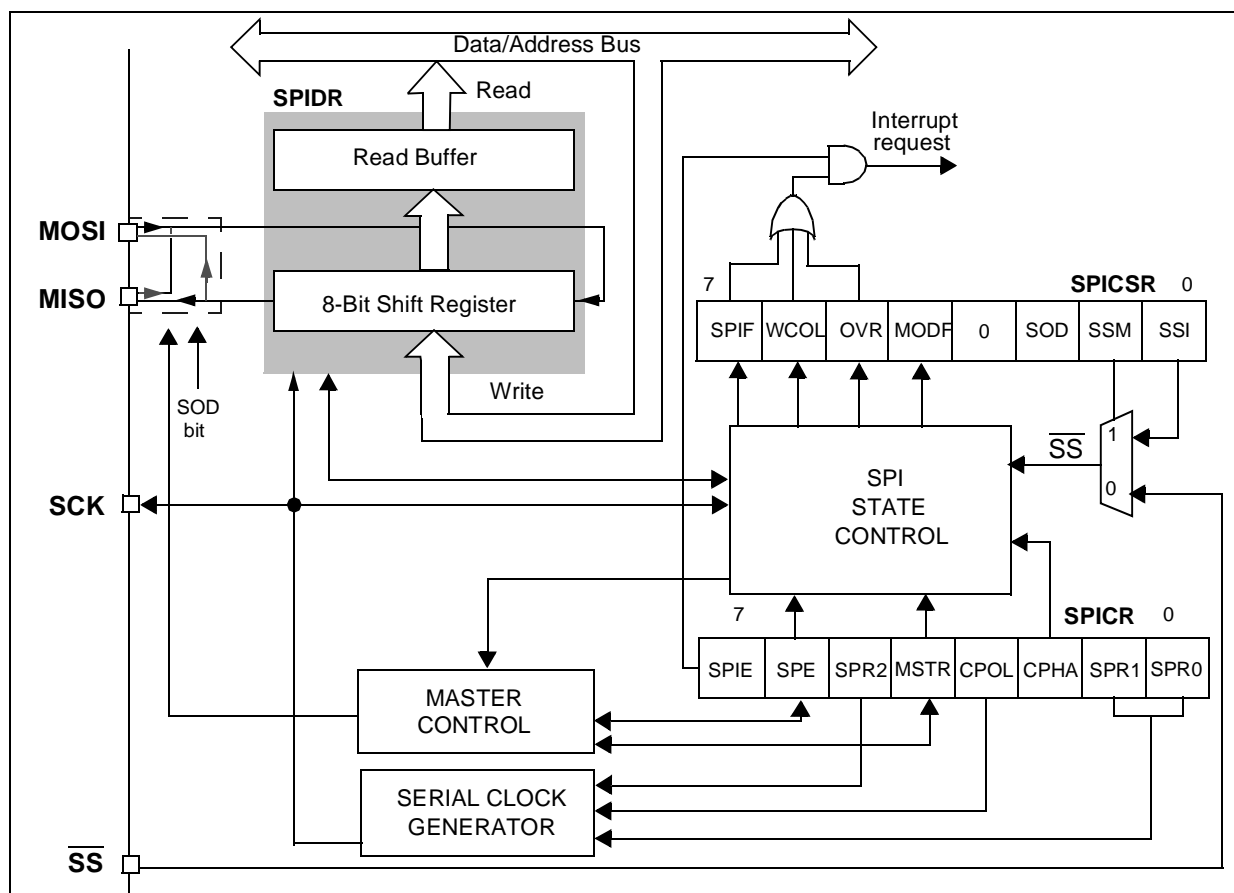 Data/Address Bus
SPIDR
Read
Read Buffer
Interrupt
request
MOSI
MISO
8-Bit Shift Register
Write
SOD
bit
7
SPICSR
0
SPIF
WCOL
OVR
MODF
0
SOD
SSM
SSI
1
SS
0
SCK
SPI
STATE
CONTROL
7
SPICR
0
SPIE
SPE
SPR2
MSTR
CPOL
CPHA
SPR1
SPR0
MASTER
CONTROL
SERIAL CLOCK
GENERATOR
SS